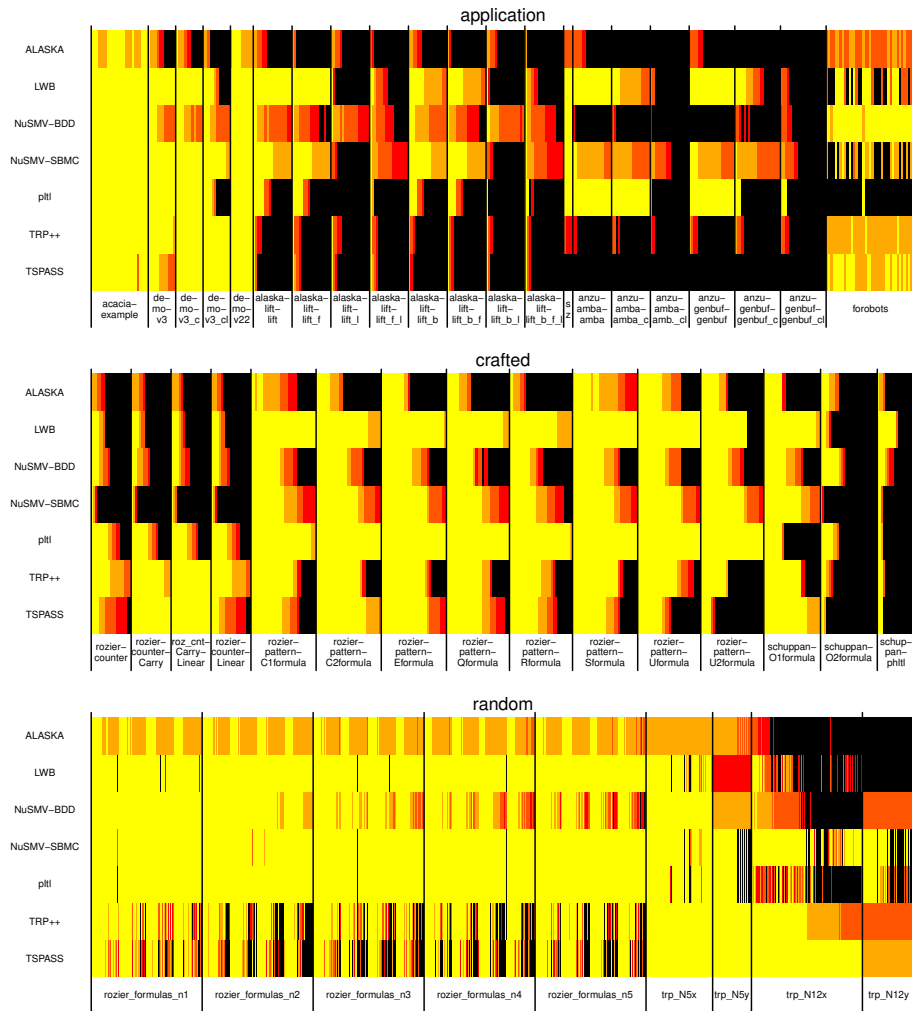 application
ALASKA
LWB
NuSMV−BDD
NuSMV−SBMC
pltl
TRP++
TSPASS
acacia−
example
de−
mo−
v3
de−
mo−
v3_c
de−
mo−
v3_cl
de−
mo−
v22
alaska−
lift−
lift
alaska−
lift−
lift_f
alaska−
lift−
lift_l
alaska−
lift−
lift_f_l
alaska−
lift−
lift_b
alaska−
lift−
lift_b_f
alaska−
lift−
lift_b_l
alaska−
lift−
lift_b_f_l
s
z
anzu−
amba−
amba
anzu−
amba−
amba_c
anzu−
amba−
amb._cl
anzu−
genbuf−
genbuf
anzu−
genbuf−
genbuf_c
anzu−
genbuf−
genbuf_cl
forobots
crafted
ALASKA
LWB
NuSMV−BDD
NuSMV−SBMC
pltl
TRP++
TSPASS
rozier−
counter
rozier−
counter−
Carry
roz_cnt−
Carry−
Linear
rozier−
counter−
Linear
rozier−
pattern−
C1formula
rozier−
pattern−
C2formula
rozier−
pattern−
Eformula
rozier−
pattern−
Qformula
rozier−
pattern−
Rformula
rozier−
pattern−
Sformula
rozier−
pattern−
Uformula
rozier−
pattern−
U2formula
schuppan−
O1formula
schuppan−
O2formula
schup−
pan−
phltl
random
ALASKA
LWB
NuSMV−BDD
NuSMV−SBMC
pltl
TRP++
TSPASS
rozier_formulas_n1
rozier_formulas_n2
rozier_formulas_n3
rozier_formulas_n4
rozier_formulas_n5
trp_N5x
trp_N5y
trp_N12x
trp_N12y